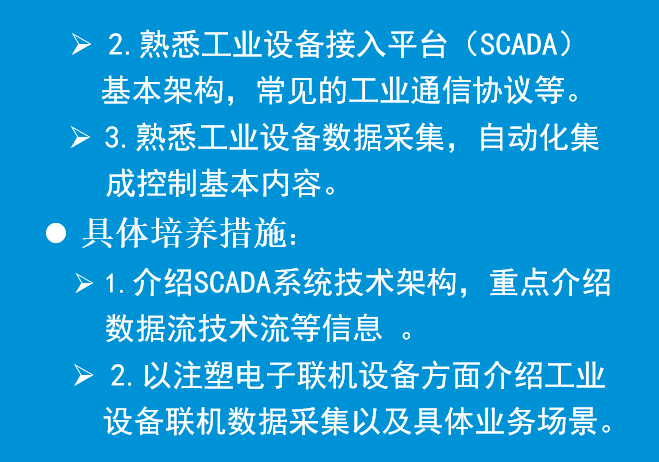 ➢ 2.熟悉工业设备接入平台（SCADA）
基本架构，常见的工业通信协议等。
➢ 3.熟悉工业设备数据采集，自动化集
成控制基本内容。
● 具体培养措施：
➢ 1.介绍SCADA系统技术架构，重点介绍
数据流技术流等信息 。
➢ 2.以注塑电子联机设备方面介绍工业
设备联机数据采集以及具体业务场景。